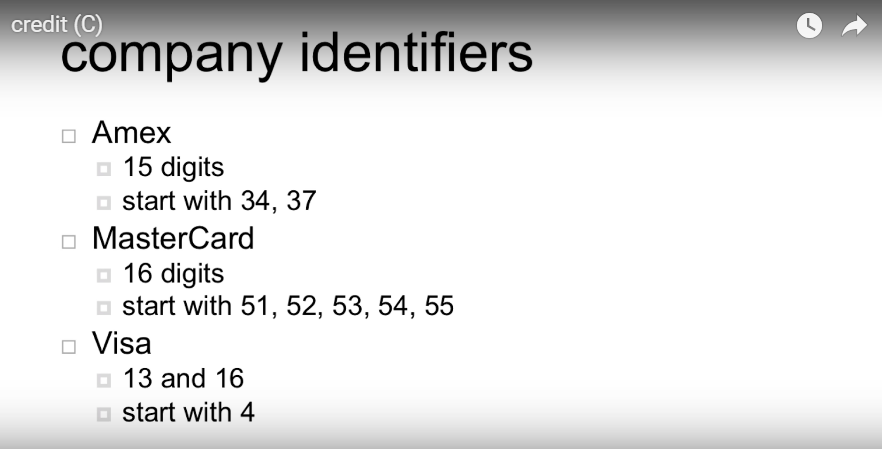 credit (C)
company identifiers
Amex
15 digits
start with 34, 37
MasterCard
16 digits
start with 51, 52, 53, 54, 55
Visa
13 and 16
start with 4